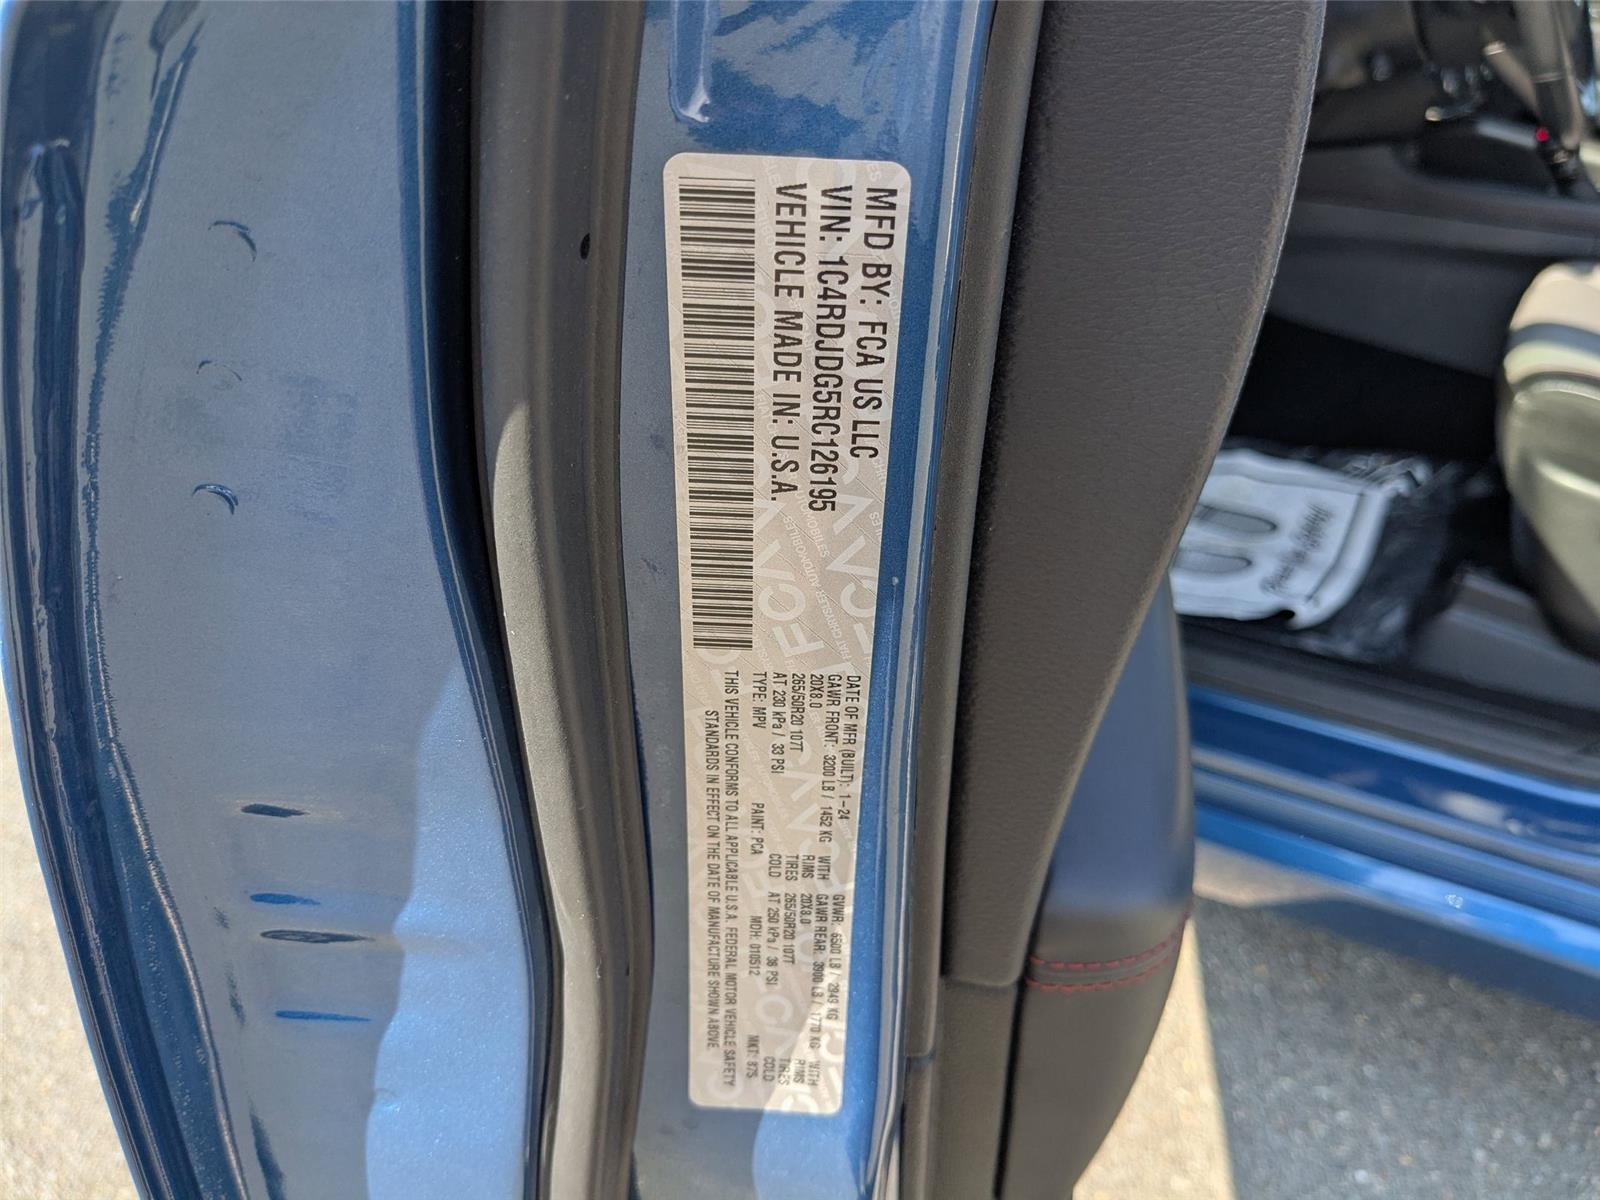 MFD BY: FCA US LLC
VIN: 1C4RDJDG5RC126195
VEHICLE MADE IN: U.S.A.
DATE OF MFR (BUILT): 1-24 GVWR 6500 LB / 2949 KG
GAWR FRONT: 3200 LB / 1452 KG WITH GAWR REAR: 3900 LB / 1770 KG WITH
20X8.0 RIMS 20X8.0 RIMS
265/50R20 107T TIRES 265/50R20 107T TIRES
AT 230 kPa / 33 PSI COLD AT 250 kPa / 36 PSI COLD
TYPE: MPV PAINT: PCA MDH: 010512 MKT: 875
THIS VEHICLE CONFORMS TO ALL APPLICABLE U.S.A. FEDERAL MOTOR VEHICLE SAFETY
STANDARDS IN EFFECT ON THE DATE OF MANUFACTURE SHOWN ABOVE.